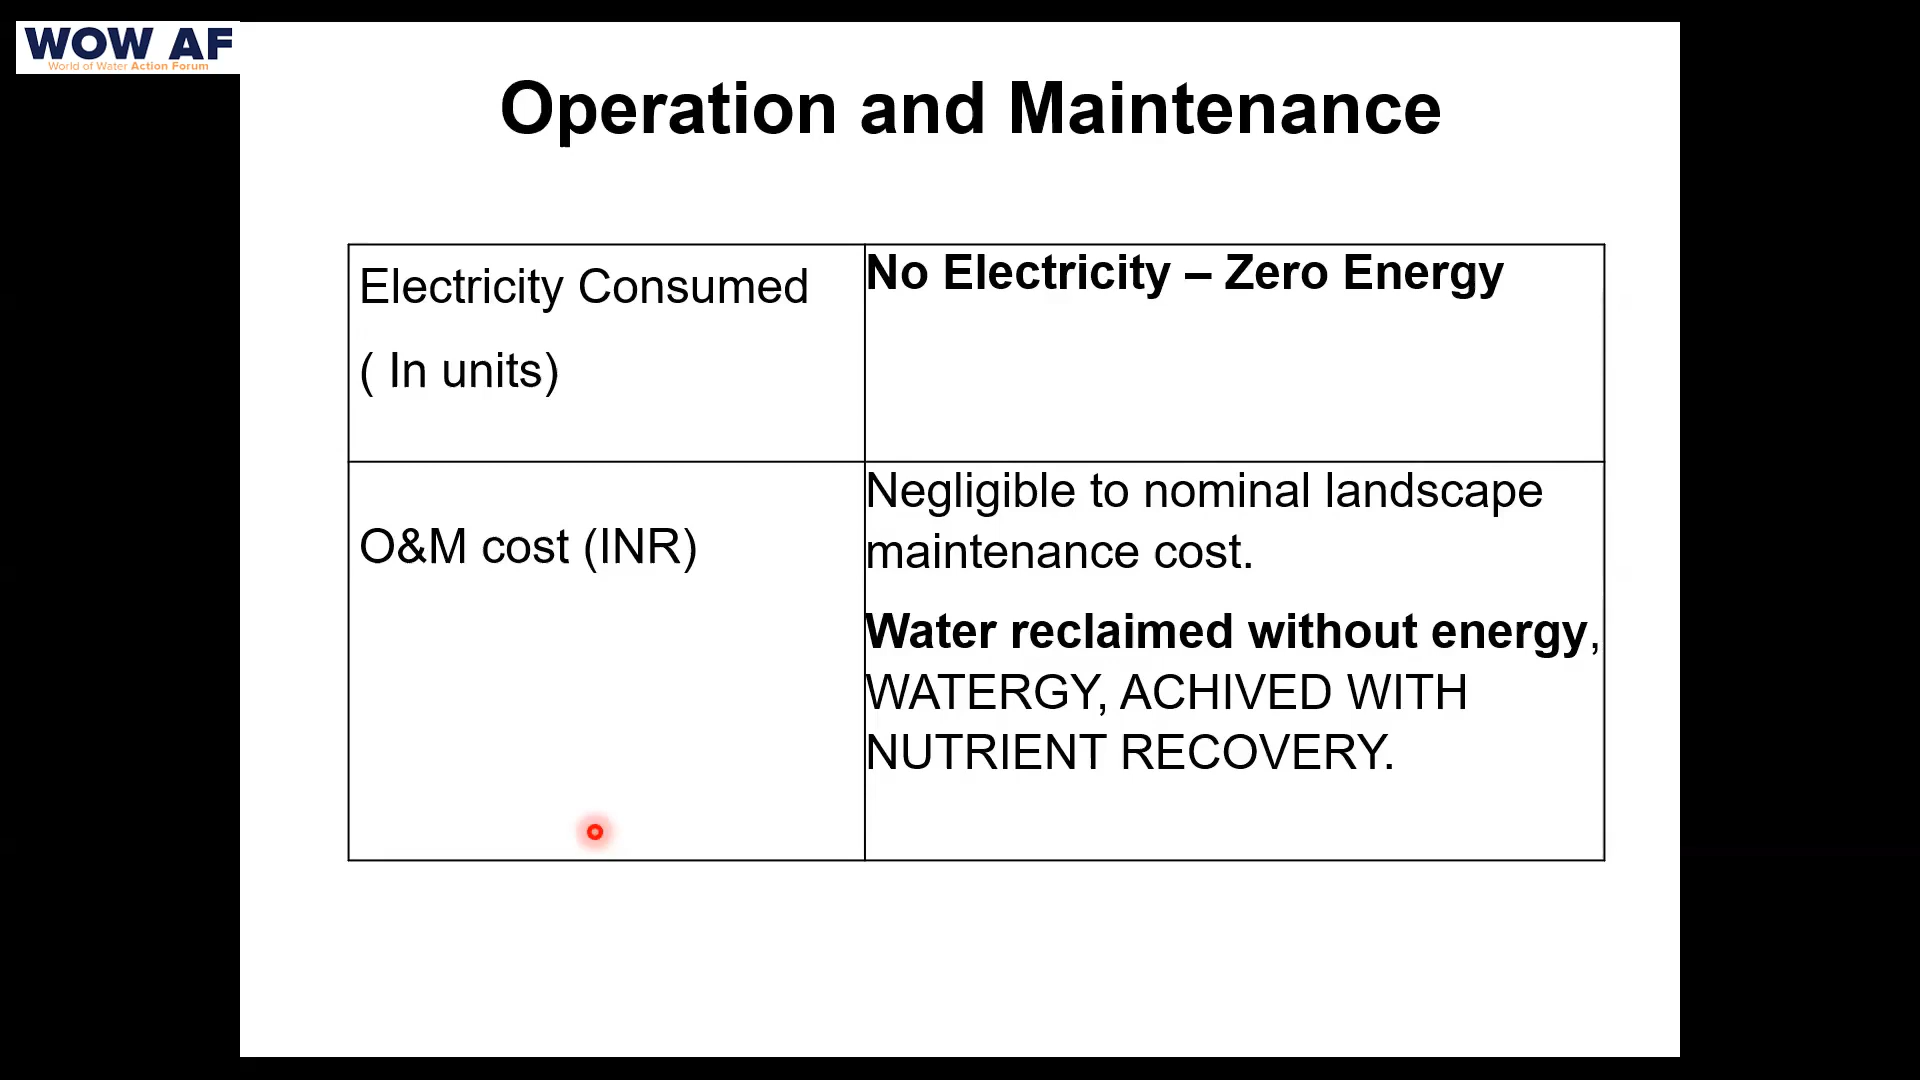 WOW AF
World of Water Action Forum
Operation and Maintenance
Electricity Consumed
( In units)
No Electricity – Zero Energy
O&M cost (INR)
Negligible to nominal landscape
maintenance cost.
Water reclaimed without energy,
WATERGY, ACHIVED WITH
NUTRIENT RECOVERY.